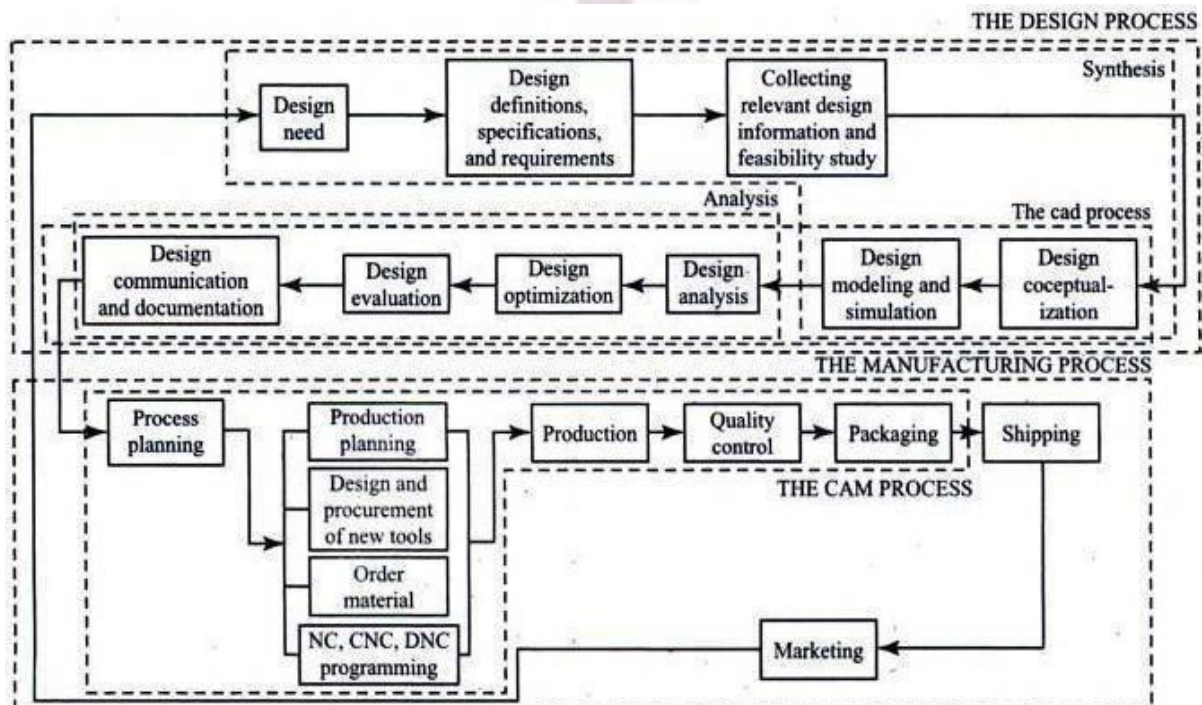 THE DESIGN PROCESS
Synthesis
Design
need
Design
definitions,
specifications,
and requirements
Collecting
relevant design
information and
feasibility study
Analysis
The cad process
Design
communication
and documentation
Design
evaluation
Design
optimization
Design
analysis
Design
modeling and
simulation
Design
coceptual-
ization
THE MANUFACTURING PROCESS
Process
planning
Production
planning
Design and
procurement
of new tools
Order
material
NC, CNC, DNC
programming
Production
Quality
control
Packaging
Shipping
THE CAM PROCESS
Marketing